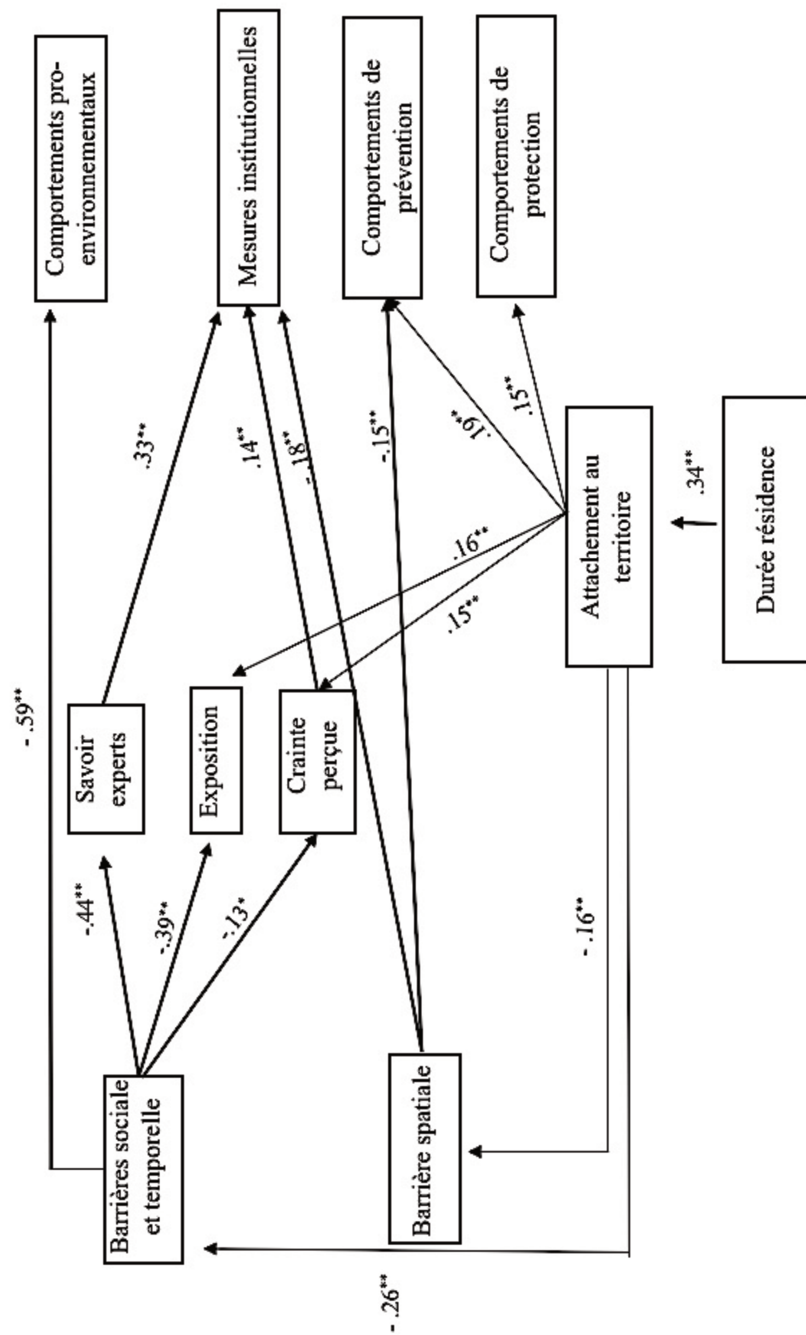 Comportements pro-
environnementaux
-.59**
Savoir
experts
.33**
Mesures institutionnelles
Barrières sociale
et temporelle
-.44**
-.39**
-.13*
Exposition
Crainte
perçue
.14**
-.18**
Comportements de
prévention
-.15**
.16**
.15**
.19**
Comportements de
protection
.15**
Barrière spatiale
-.26**
-.16**
Attachement au
territoire
.34**
Durée résidence